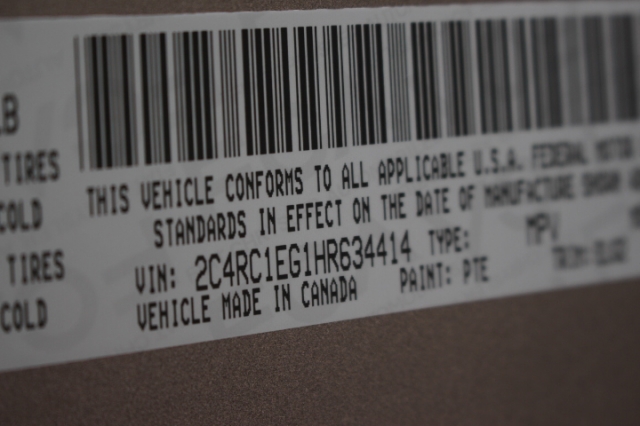 LB
TIRES
COLD
TIRES
COLD
THIS VEHICLE CONFORMS TO ALL APPLICABLE U.S.A. FEDERAL MOTOR
STANDARDS IN EFFECT ON THE DATE OF MANUFACTURE SHOWN
VIN: 2C4RC1EG1HR634414 TYPE: MPV
VEHICLE MADE IN CANADA PAINT: PTE